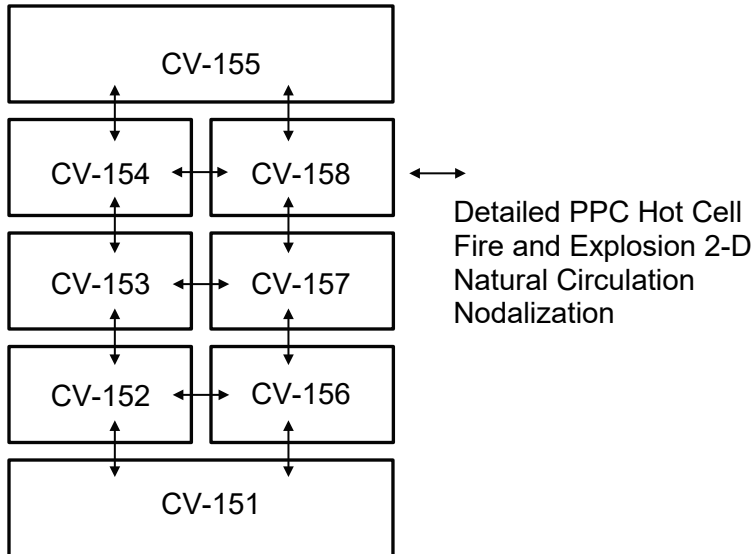 CV-155
CV-154
CV-158
CV-153
CV-157
CV-152
CV-156
CV-151
Detailed PPC Hot Cell
Fire and Explosion 2-D
Natural Circulation
Nodalization